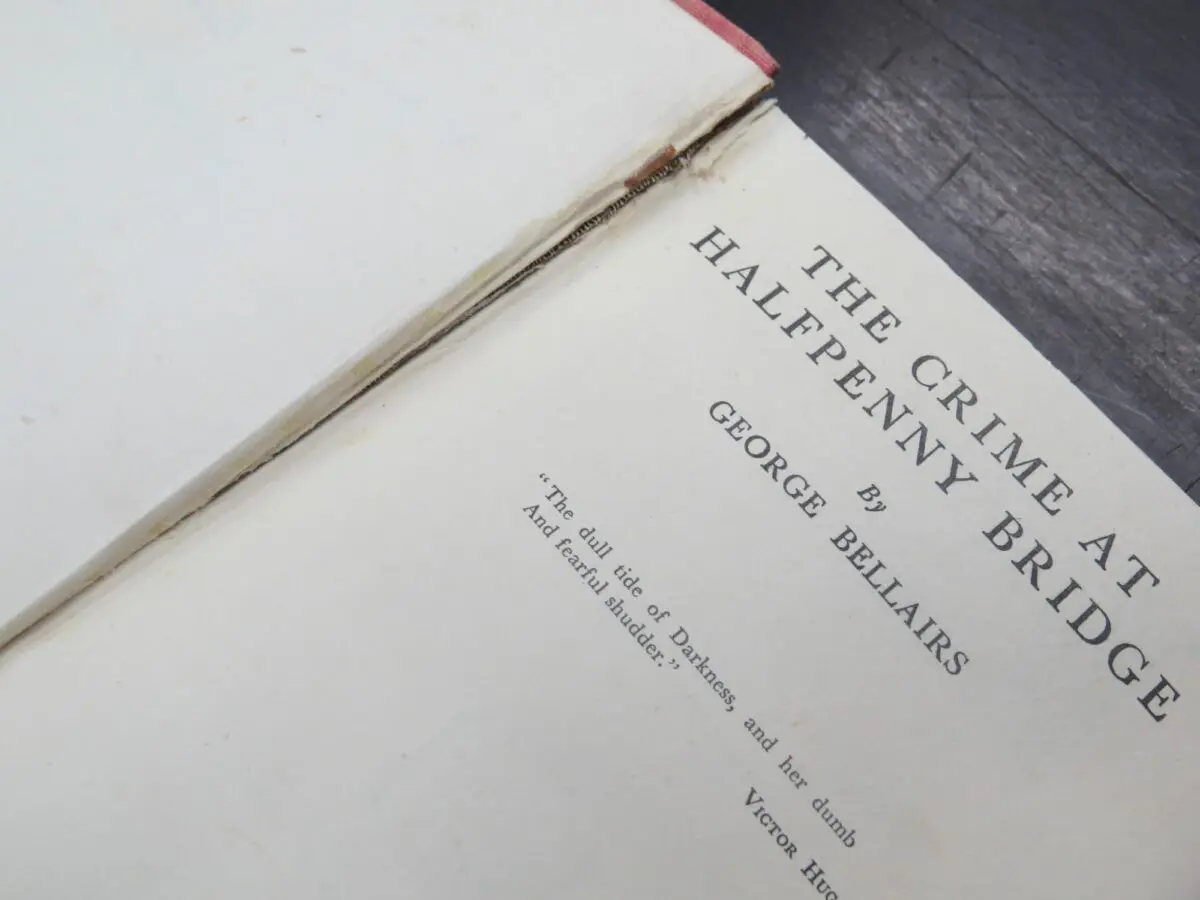 THE CRIME AT
HALFPENNY BRIDGE
By
GEORGE BELLAIRS
“The dull tide of Darkness, and her dumb
And fearful shudder.”
VICTOR